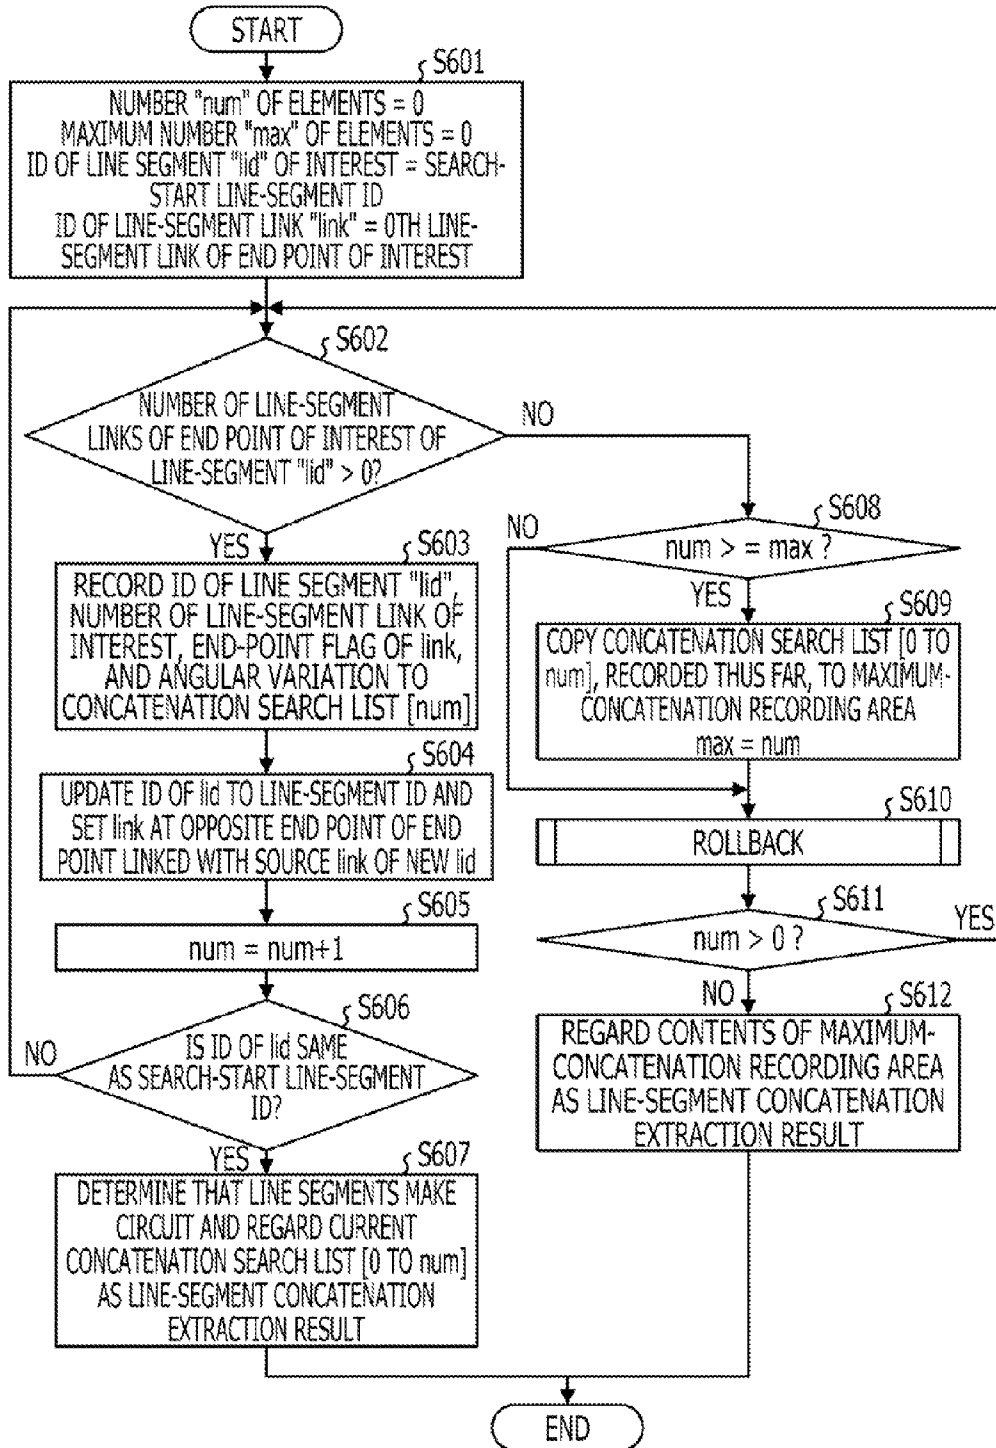 START
S601
NUMBER "num" OF ELEMENTS = 0
MAXIMUM NUMBER "max" OF ELEMENTS = 0
ID OF LINE SEGMENT "lid" OF INTEREST = SEARCH-
START LINE-SEGMENT ID
ID OF LINE-SEGMENT LINK "link" = 0TH LINE-
SEGMENT LINK OF END POINT OF INTEREST
S602
NUMBER OF LINE-SEGMENT
LINKS OF END POINT OF INTEREST OF
LINE-SEGMENT "lid" > 0?
NO
YES
S603
RECORD ID OF LINE SEGMENT "lid",
NUMBER OF LINE-SEGMENT LINK OF
INTEREST, END-POINT FLAG OF link,
AND ANGULAR VARIATION TO
CONCATENATION SEARCH LIST [num]
S604
UPDATE ID OF lid TO LINE-SEGMENT ID AND
SET link AT OPPOSITE END POINT OF END
POINT LINKED WITH SOURCE link OF NEW lid
S605
num = num+1
S606
IS ID OF lid SAME
AS SEARCH-START LINE-SEGMENT
ID?
NO
YES
S607
DETERMINE THAT LINE SEGMENTS MAKE
CIRCUIT AND REGARD CURRENT
CONCATENATION SEARCH LIST [0 TO num]
AS LINE-SEGMENT CONCATENATION
EXTRACTION RESULT
S608
num > = max ?
NO
YES
S609
COPY CONCATENATION SEARCH LIST [0 TO
num], RECORDED THUS FAR, TO MAXIMUM-
CONCATENATION RECORDING AREA
max = num
S610
ROLLBACK
S611
num > 0 ?
YES
NO
S612
REGARD CONTENTS OF MAXIMUM-
CONCATENATION RECORDING AREA
AS LINE-SEGMENT CONCATENATION
EXTRACTION RESULT
END